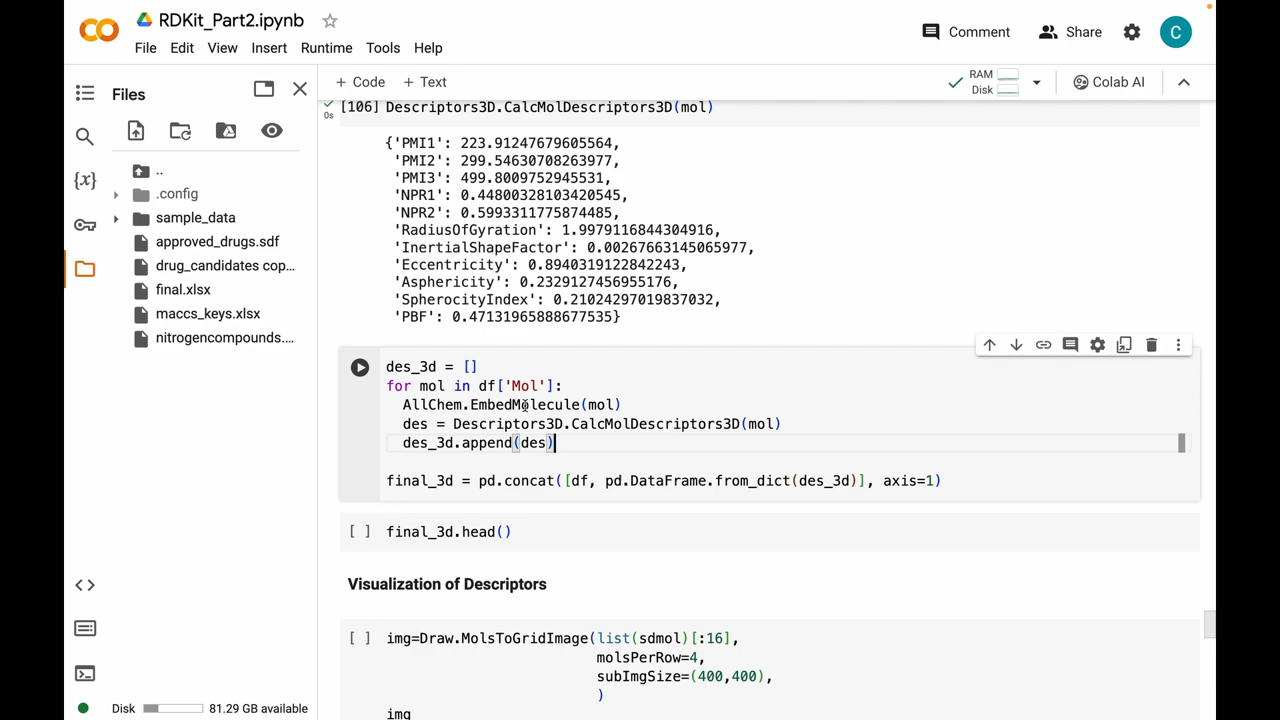 RDKit_Part2.ipynb
File Edit View Insert Runtime Tools Help
Comment
Share
C
Files
+ Code + Text
RAM
Disk
Colab AI
..
.config
sample_data
approved_drugs.sdf
drug_candidates cop...
final.xlsx
maccs_keys.xlsx
nitrogencompounds....
{x}
[106] Descriptors3D.CalcMolDescriptors3D(mol)
0s
{'PMI1': 223.91247679605564,
'PMI2': 299.54630708263977,
'PMI3': 499.8009752945531,
'NPR1': 0.44800328103420545,
'NPR2': 0.5993311775874485,
'RadiusOfGyration': 1.9979116844304916,
'InertialShapeFactor': 0.00267663145065977,
'Eccentricity': 0.8940319122842243,
'Asphericity': 0.2329127456955176,
'SpherocityIndex': 0.21024297019837032,
'PBF': 0.47131965888677535}
des_3d = []
for mol in df['Mol']:
AllChem.EmbedMolecule(mol)
des = Descriptors3D.CalcMolDescriptors3D(mol)
des_3d.append(des)
final_3d = pd.concat([df, pd.DataFrame.from_dict(des_3d)], axis=1)
[ ] final_3d.head()
Visualization of Descriptors
[ ] img=Draw.MolsToGridImage(list(sdmol)[:16],
molsPerRow=4,
subImgSize=(400,400),
)
img
Disk 81.29 GB available